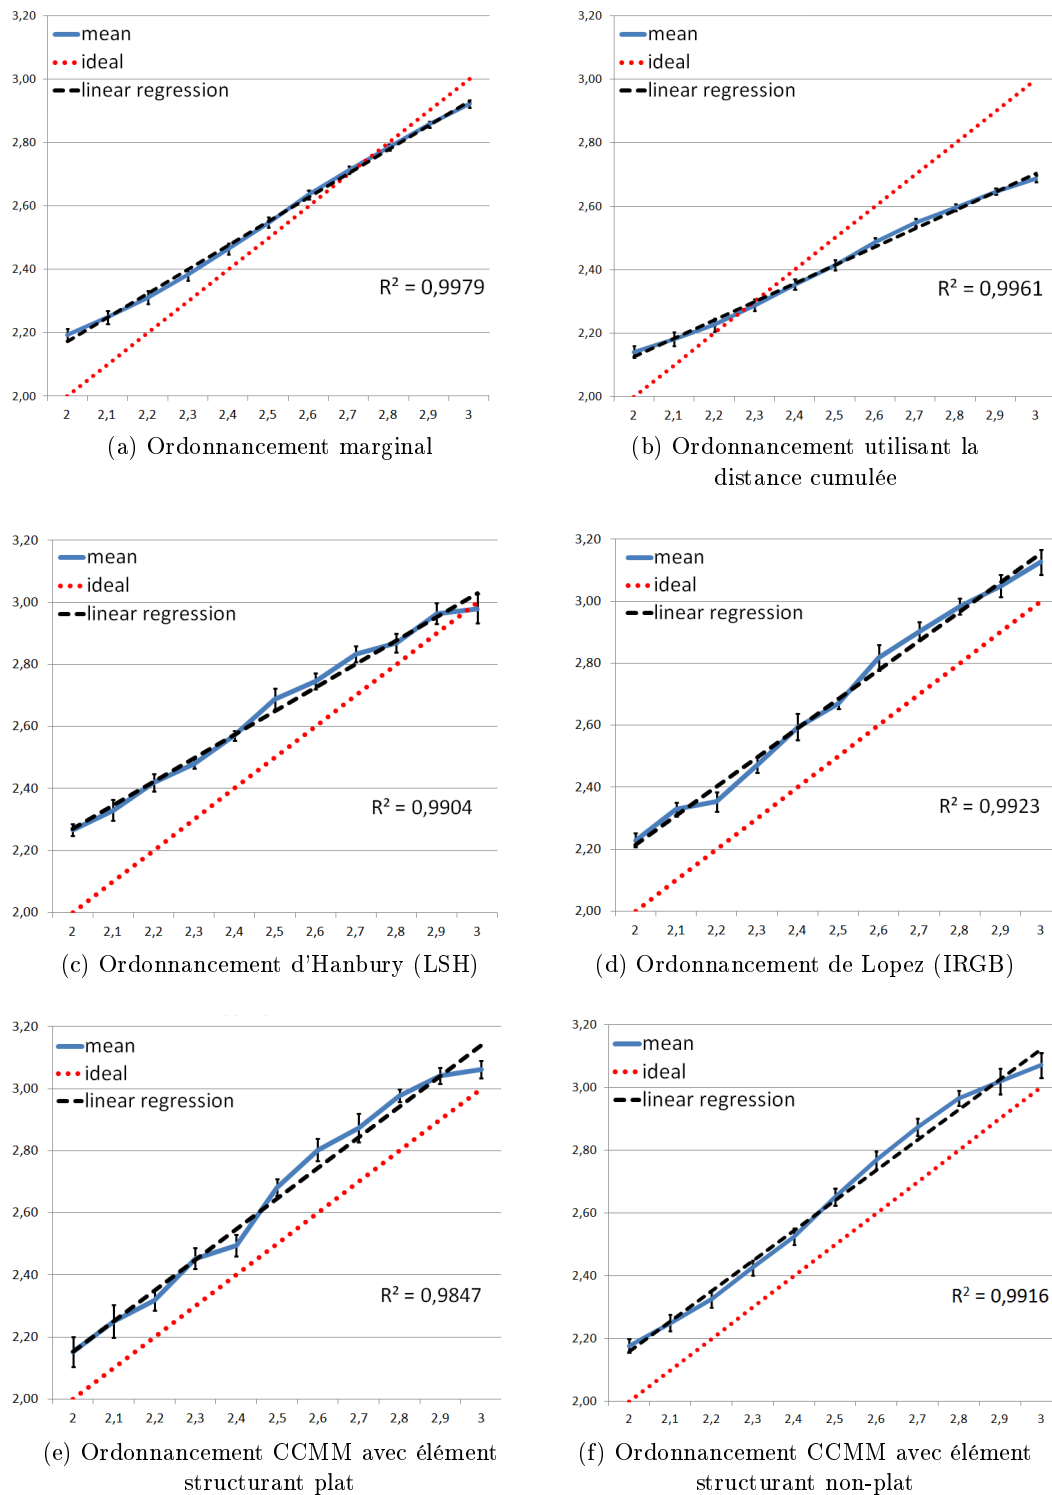 3,20
3,00
2,80
2,60
2,40
2,20
2,00
mean
ideal
linear regression
R² = 0,9979
2 2,1 2,2 2,3 2,4 2,5 2,6 2,7 2,8 2,9 3
(a) Ordonnancement marginal
3,20
3,00
2,80
2,60
2,40
2,20
2,00
mean
ideal
linear regression
R² = 0,9961
2 2,1 2,2 2,3 2,4 2,5 2,6 2,7 2,8 2,9 3
(b) Ordonnancement utilisant la
distance cumulée
3,20
3,00
2,80
2,60
2,40
2,20
2,00
mean
ideal
linear regression
R² = 0,9904
2 2,1 2,2 2,3 2,4 2,5 2,6 2,7 2,8 2,9 3
(c) Ordonnancement d'Hanbury (LSH)
3,20
3,00
2,80
2,60
2,40
2,20
2,00
mean
ideal
linear regression
R² = 0,9923
2 2,1 2,2 2,3 2,4 2,5 2,6 2,7 2,8 2,9 3
(d) Ordonnancement de Lopez (IRGB)
3,20
3,00
2,80
2,60
2,40
2,20
2,00
mean
ideal
linear regression
R² = 0,9847
2 2,1 2,2 2,3 2,4 2,5 2,6 2,7 2,8 2,9 3
(e) Ordonnancement CCMM avec élément
structurant plat
3,20
3,00
2,80
2,60
2,40
2,20
2,00
mean
ideal
linear regression
R² = 0,9916
2 2,1 2,2 2,3 2,4 2,5 2,6 2,7 2,8 2,9 3
(f) Ordonnancement CCMM avec élément
structurant non-plat